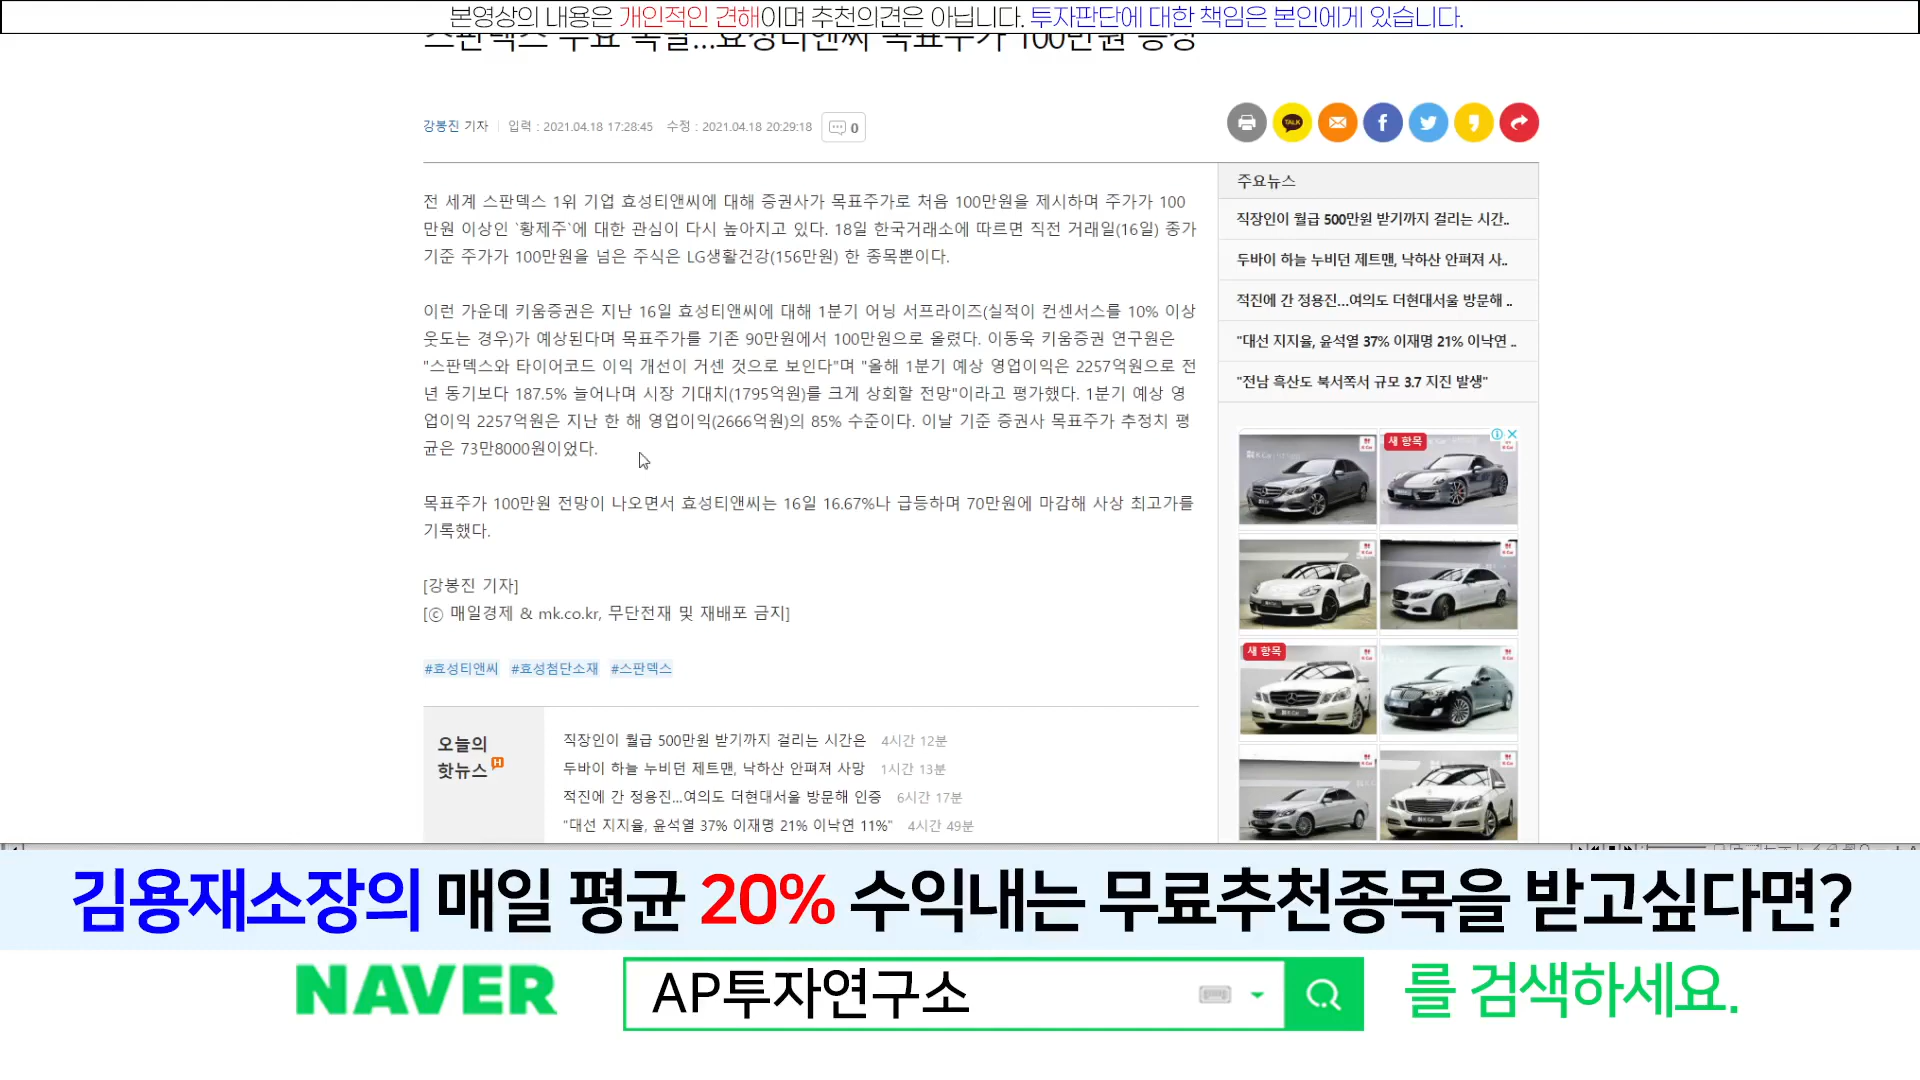 본영상의 내용은 개인적인 견해이며 추천의견은 아닙니다. 투자판단에 대한 책임은 본인에게 있습니다.
스판덱스 수요 폭발...효성티앤씨 목표주가 100만원 등장
강봉진 기자 입력 : 2021.04.18 17:28:45 수정 : 2021.04.18 20:29:18 0
TALK
전 세계 스판덱스 1위 기업 효성티앤씨에 대해 증권사가 목표주가로 처음 100만원을 제시하며 주가가 100
만원 이상인 `황제주`에 대한 관심이 다시 높아지고 있다. 18일 한국거래소에 따르면 직전 거래일(16일) 종가
기준 주가가 100만원을 넘은 주식은 LG생활건강(156만원) 한 종목뿐이다.
이런 가운데 키움증권은 지난 16일 효성티앤씨에 대해 1분기 어닝 서프라이즈(실적이 컨센서스를 10% 이상
웃도는 경우)가 예상된다며 목표주가를 기존 90만원에서 100만원으로 올렸다. 이동욱 키움증권 연구원은
"스판덱스와 타이어코드 이익 개선이 거센 것으로 보인다"며 "올해 1분기 예상 영업이익은 2257억원으로 전
년 동기보다 187.5% 늘어나며 시장 기대치(1795억원)를 크게 상회할 전망"이라고 평가했다. 1분기 예상 영
업이익 2257억원은 지난 한 해 영업이익(2666억원)의 85% 수준이다. 이날 기준 증권사 목표주가 추정치 평
균은 73만8000원이었다.
목표주가 100만원 전망이 나오면서 효성티앤씨는 16일 16.67%나 급등하며 70만원에 마감해 사상 최고가를
기록했다.
[강봉진 기자]
[ⓒ 매일경제 & mk.co.kr, 무단전재 및 재배포 금지]
#효성티앤씨 #효성첨단소재 #스판덱스
오늘의
핫뉴스 H
직장인이 월급 500만원 받기까지 걸리는 시간은 4시간 12분
두바이 하늘 누비던 제트맨, 낙하산 안펴져 사망 1시간 13분
적진에 간 정용진...여의도 더현대서울 방문해 인증 6시간 17분
"대선 지지율, 윤석열 37% 이재명 21% 이낙연 11%" 4시간 49분
주요뉴스
직장인이 월급 500만원 받기까지 걸리는 시간..
두바이 하늘 누비던 제트맨, 낙하산 안펴져 사..
적진에 간 정용진...여의도 더현대서울 방문해 ..
"대선 지지율, 윤석열 37% 이재명 21% 이낙연 ..
"전남 흑산도 북서쪽서 규모 3.7 지진 발생"
새 항목
새 항목
김용재소장의 매일 평균 20% 수익내는 무료추천종목을 받고싶다면?
NAVER AP투자연구소 를 검색하세요.